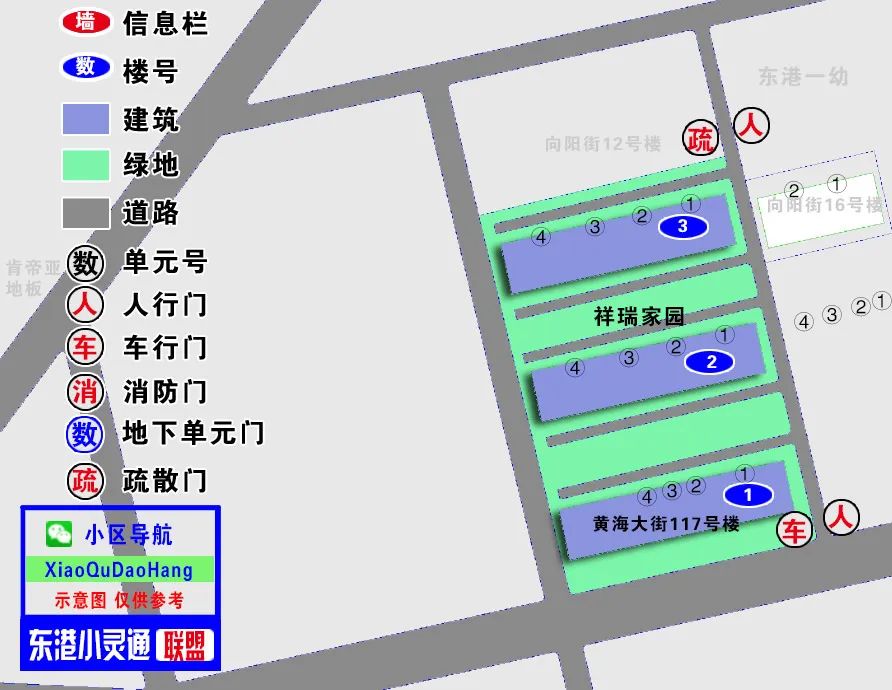 墙 信息栏
数 楼号
建筑
绿地
道路
数 单元号
人 人行门
车 车行门
消 消防门
数 地下单元门
疏 疏散门
小区导航
XiaoQuDaoHang
示意图 仅供参考
东港小灵通 联盟
肯帝亚
地板
东港一幼
向阳街12号楼
疏 人
② ①
向阳街16号楼
④ ③ ② ①
3
祥瑞家园
④ ③ ② ①
④ ③ ② ①
2
④ ③ ② ①
1
黄海大街117号楼
车 人